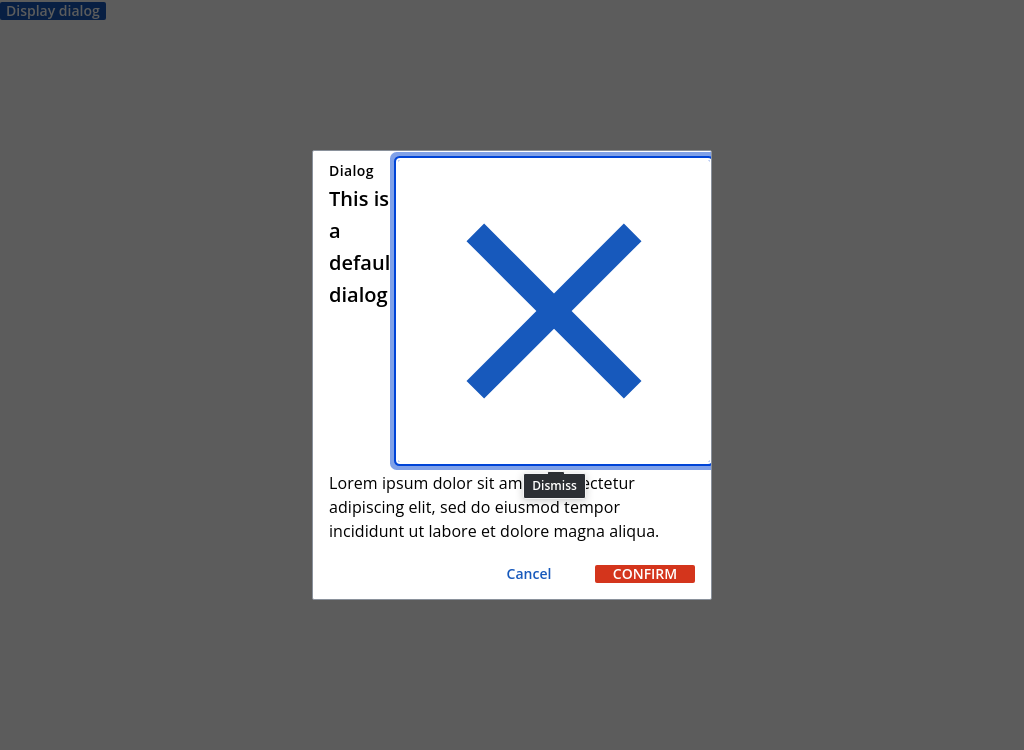 Display dialog
Dialog
This is
a
defaul
dialog
Lorem ipsum dolor sit am ectetur
Dismiss
adipiscing elit, sed do eiusmod tempor
incididunt ut labore et dolore magna aliqua.
Cancel
CONFIRM